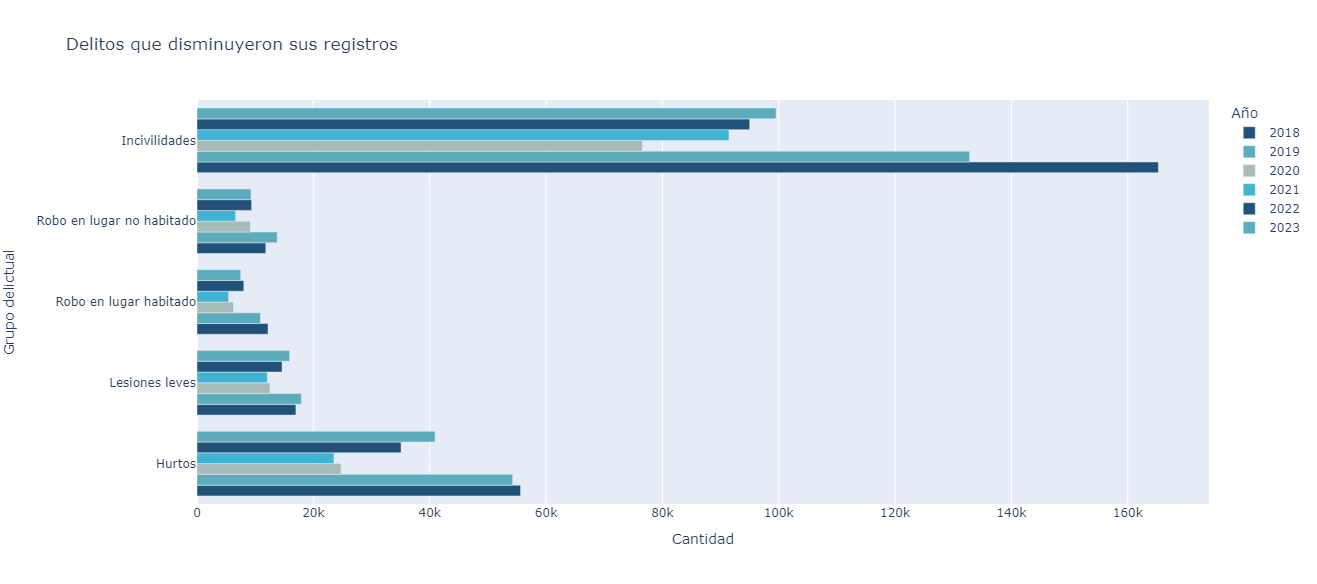 Delitos que disminuyeron sus registros
Grupo delictual
Incivilidades
Robo en lugar no habitado
Robo en lugar habitado
Lesiones leves
Hurtos
0
20k
40k
60k
80k
100k
120k
140k
160k
Cantidad
Año
2018
2019
2020
2021
2022
2023